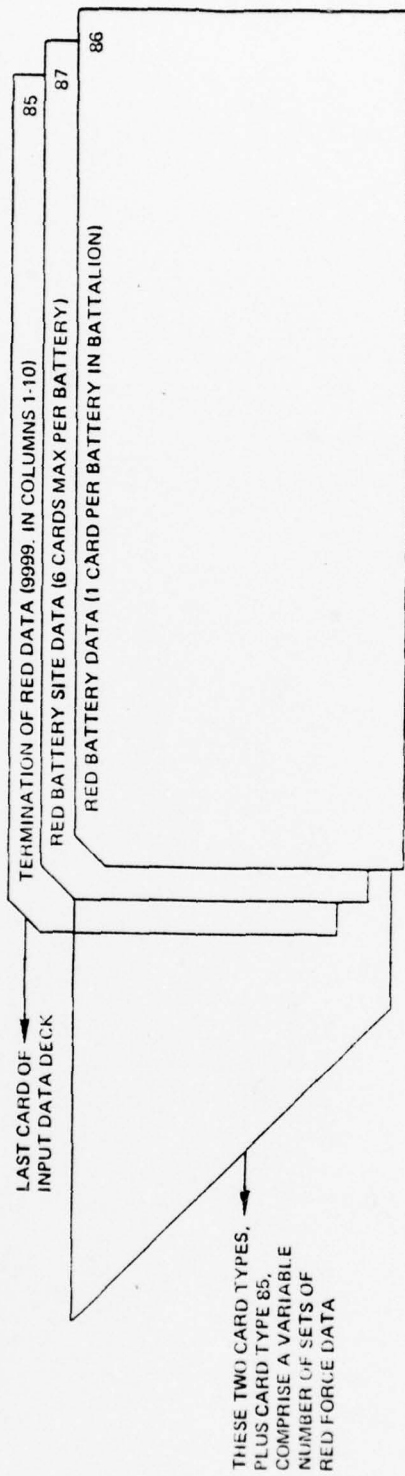 85
TERMINATION OF RED DATA (9999. IN COLUMNS 1-10)
87
RED BATTERY SITE DATA (6 CARDS MAX PER BATTERY)
86
RED BATTERY DATA (1 CARD PER BATTERY IN BATTALION)
LAST CARD OF
INPUT DATA DECK
THESE TWO CARD TYPES,
PLUS CARD TYPE 85,
COMPRISE A VARIABLE
NUMBER OF SETS OF
RED FORCE DATA